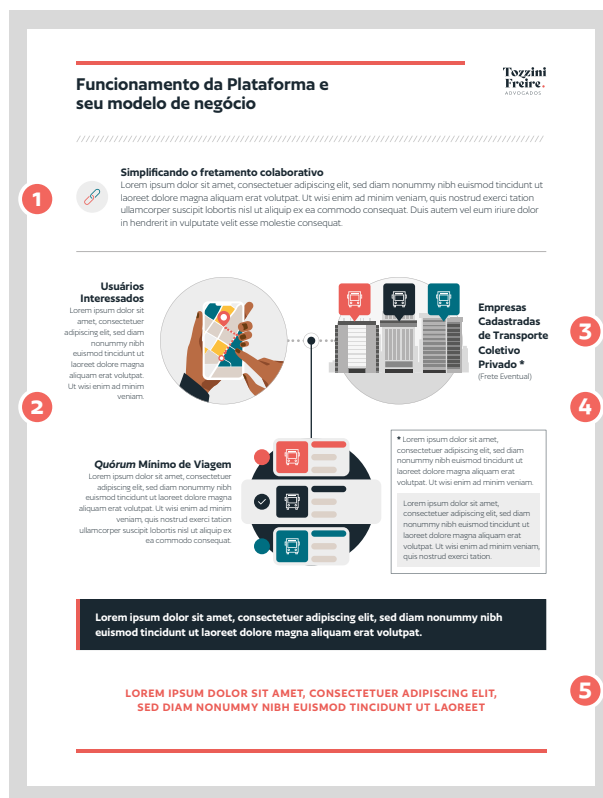 Funcionamento da Plataforma e
seu modelo de negócio
Tozzini
Freire.
ADVOGADOS
1
Simplificando o fretamento colaborativo
Lorem ipsum dolor sit amet, consectetuer adipiscing elit, sed diam nonummy nibh euismod tincidunt ut
laoreet dolore magna aliquam erat volutpat. Ut wisi enim ad minim veniam, quis nostrud exerci tation
ullamcorper suscipit lobortis nisl ut aliquip ex ea commodo consequat. Duis autem vel eum iriure dolor
in hendrerit in vulputate velit esse molestie consequat.
Usuários
Interessados
Lorem ipsum dolor sit
amet, consectetuer
adipiscing elit, sed diam
nonummy nibh
euismod tincidunt ut
laoreet dolore magna
aliquam erat volutpat.
Ut wisi enim ad minim
veniam.
2
Empresas
Cadastradas
de Transporte
Coletivo
Privado *
(Frete Eventual)
3
4
Quórum Mínimo de Viagem
Lorem ipsum dolor sit amet, consectetuer
adipiscing elit, sed diam nonummy nibh
euismod tincidunt ut laoreet dolore magna
aliquam erat volutpat. Ut wisi enim ad minim
veniam, quis nostrud exerci tation
ullamcorper suscipit lobortis nisl ut aliquip ex
ea commodo consequat.
* Lorem ipsum dolor sit amet,
consectetuer adipiscing elit, sed diam
nonummy nibh euismod tincidunt ut
laoreet dolore magna aliquam erat
volutpat. Ut wisi enim ad minim veniam.
Lorem ipsum dolor sit amet,
consectetuer adipiscing elit, sed diam
nonummy nibh euismod tincidunt ut
laoreet dolore magna aliquam erat
volutpat. Ut wisi enim ad minim veniam,
quis nostrud exerci tation.
Lorem ipsum dolor sit amet, consectetuer adipiscing elit, sed diam nonummy nibh
euismod tincidunt ut laoreet dolore magna aliquam erat volutpat.
5
LOREM IPSUM DOLOR SIT AMET, CONSECTETUER ADIPISCING ELIT,
SED DIAM NONUMMY NIBH EUISMOD TINCIDUNT UT LAOREET